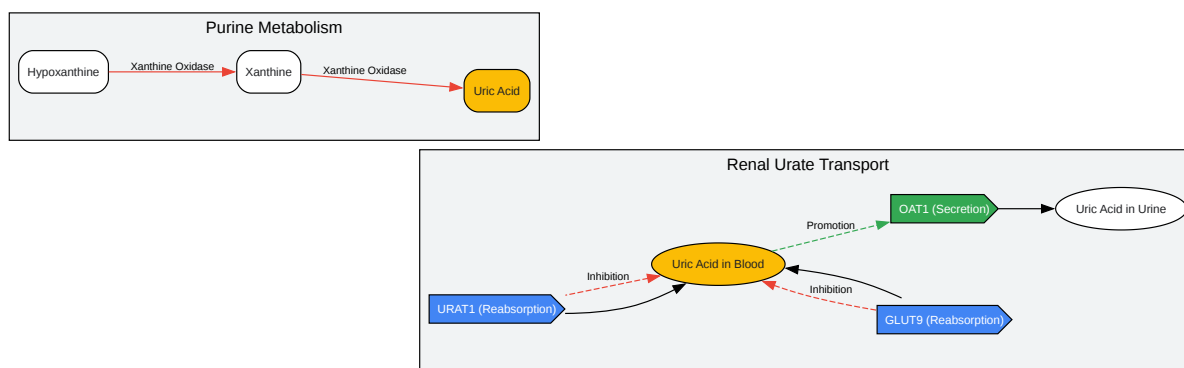 Purine Metabolism
Hypoxanthine
Xanthine Oxidase
Xanthine
Xanthine Oxidase
Uric Acid
Renal Urate Transport
OAT1 (Secretion)
Uric Acid in Urine
Promotion
Uric Acid in Blood
Inhibition
Inhibition
URAT1 (Reabsorption)
GLUT9 (Reabsorption)